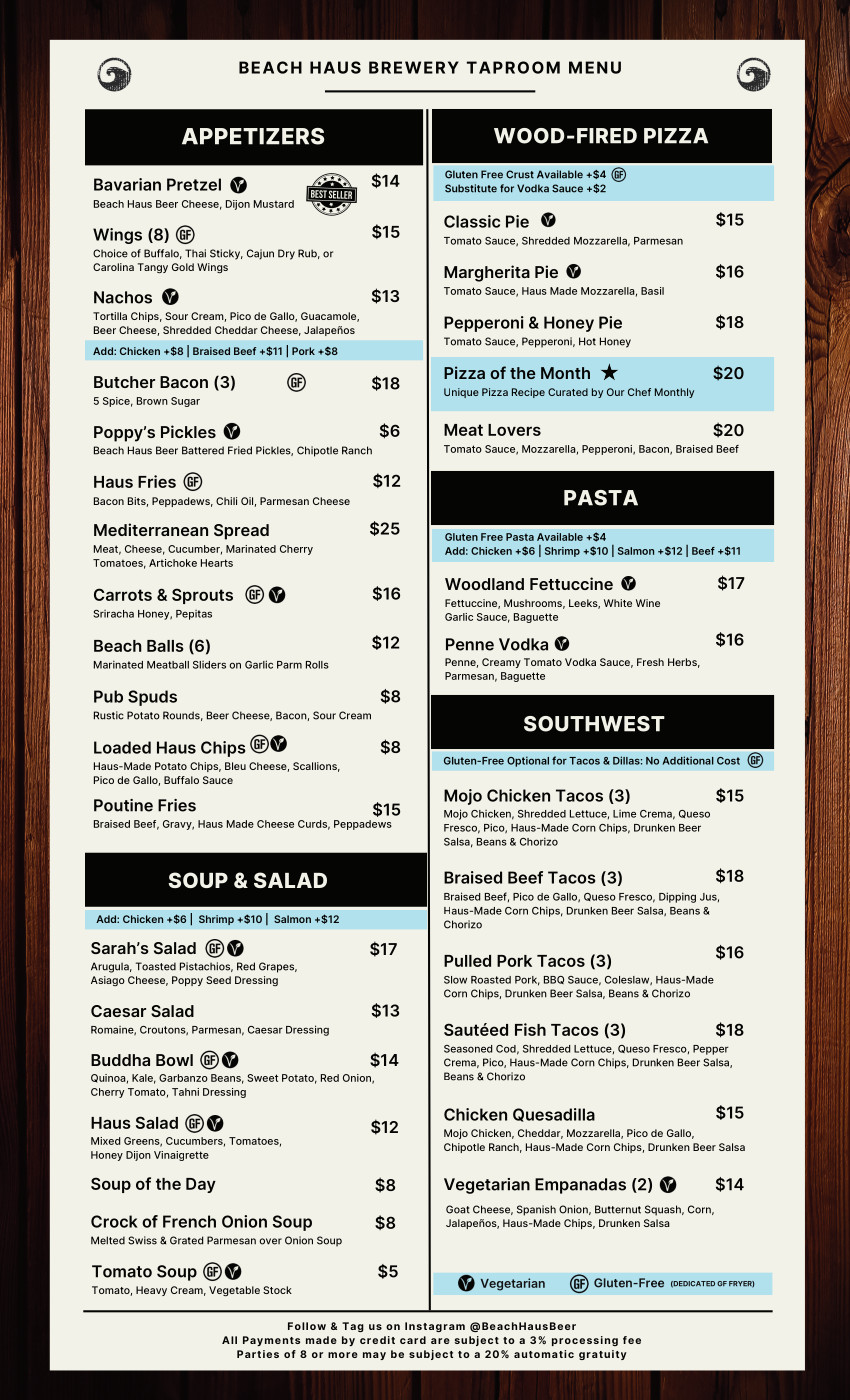 BEACH HAUS BREWERY TAPROOM MENU
APPETIZERS
Bavarian Pretzel V $14
BEST SELLER
Beach Haus Beer Cheese, Dijon Mustard
Wings (8) GF $15
Choice of Buffalo, Thai Sticky, Cajun Dry Rub, or
Carolina Tangy Gold Wings
Nachos V $13
Tortilla Chips, Sour Cream, Pico de Gallo, Guacamole,
Beer Cheese, Shredded Cheddar Cheese, Jalapeños
Add: Chicken +$8 | Braised Beef +$11 | Pork +$8
Butcher Bacon (3) GF $18
5 Spice, Brown Sugar
Poppy's Pickles V $6
Beach Haus Beer Battered Fried Pickles, Chipotle Ranch
Haus Fries GF $12
Bacon Bits, Peppadews, Chili Oil, Parmesan Cheese
Mediterranean Spread $25
Meat, Cheese, Cucumber, Marinated Cherry
Tomatoes, Artichoke Hearts
Carrots & Sprouts GF V $16
Sriracha Honey, Pepitas
Beach Balls (6) $12
Marinated Meatball Sliders on Garlic Parm Rolls
Pub Spuds $8
Rustic Potato Rounds, Beer Cheese, Bacon, Sour Cream
Loaded Haus Chips GF V $8
Haus-Made Potato Chips, Bleu Cheese, Scallions,
Pico de Gallo, Buffalo Sauce
Poutine Fries $15
Braised Beef, Gravy, Haus Made Cheese Curds, Peppadews
SOUP & SALAD
Add: Chicken +$6 | Shrimp +$10 | Salmon +$12
Sarah's Salad GF V $17
Arugula, Toasted Pistachios, Red Grapes,
Asiago Cheese, Poppy Seed Dressing
Caesar Salad $13
Romaine, Croutons, Parmesan, Caesar Dressing
Buddha Bowl GF V $14
Quinoa, Kale, Garbanzo Beans, Sweet Potato, Red Onion,
Cherry Tomato, Tahni Dressing
Haus Salad GF V $12
Mixed Greens, Cucumbers, Tomatoes,
Honey Dijon Vinaigrette
Soup of the Day $8
Crock of French Onion Soup $8
Melted Swiss & Grated Parmesan over Onion Soup
Tomato Soup GF V $5
Tomato, Heavy Cream, Vegetable Stock
WOOD-FIRED PIZZA
Gluten Free Crust Available +$4 GF
Substitute for Vodka Sauce +$2
Classic Pie V $15
Tomato Sauce, Shredded Mozzarella, Parmesan
Margherita Pie V $16
Tomato Sauce, Haus Made Mozzarella, Basil
Pepperoni & Honey Pie $18
Tomato Sauce, Pepperoni, Hot Honey
Pizza of the Month ★ $20
Unique Pizza Recipe Curated by Our Chef Monthly
Meat Lovers $20
Tomato Sauce, Mozzarella, Pepperoni, Bacon, Braised Beef
PASTA
Gluten Free Pasta Available +$4
Add: Chicken +$6 | Shrimp +$10 | Salmon +$12 | Beef +$11
Woodland Fettuccine V $17
Fettuccine, Mushrooms, Leeks, White Wine
Garlic Sauce, Baguette
Penne Vodka V $16
Penne, Creamy Tomato Vodka Sauce, Fresh Herbs,
Parmesan, Baguette
SOUTHWEST
Gluten-Free Optional for Tacos & Dillas: No Additional Cost GF
Mojo Chicken Tacos (3) $15
Mojo Chicken, Shredded Lettuce, Lime Crema, Queso
Fresco, Pico, Haus-Made Corn Chips, Drunken Beer
Salsa, Beans & Chorizo
Braised Beef Tacos (3) $18
Braised Beef, Pico de Gallo, Queso Fresco, Dipping Jus,
Haus-Made Corn Chips, Drunken Beer Salsa, Beans &
Chorizo
Pulled Pork Tacos (3) $16
Slow Roasted Pork, BBQ Sauce, Coleslaw, Haus-Made
Corn Chips, Drunken Beer Salsa, Beans & Chorizo
Sautéed Fish Tacos (3) $18
Seasoned Cod, Shredded Lettuce, Queso Fresco, Pepper
Crema, Pico, Haus-Made Corn Chips, Drunken Beer Salsa,
Beans & Chorizo
Chicken Quesadilla $15
Mojo Chicken, Cheddar, Mozzarella, Pico de Gallo,
Chipotle Ranch, Haus-Made Corn Chips, Drunken Beer Salsa
Vegetarian Empanadas (2) V $14
Goat Cheese, Spanish Onion, Butternut Squash, Corn,
Jalapeños, Haus-Made Chips, Drunken Salsa
V Vegetarian GF Gluten-Free (DEDICATED GF FRYER)
Follow & Tag us on Instagram @BeachHausBeer
All Payments made by credit card are subject to a 3% processing fee
Parties of 8 or more may be subject to a 20% automatic gratuity